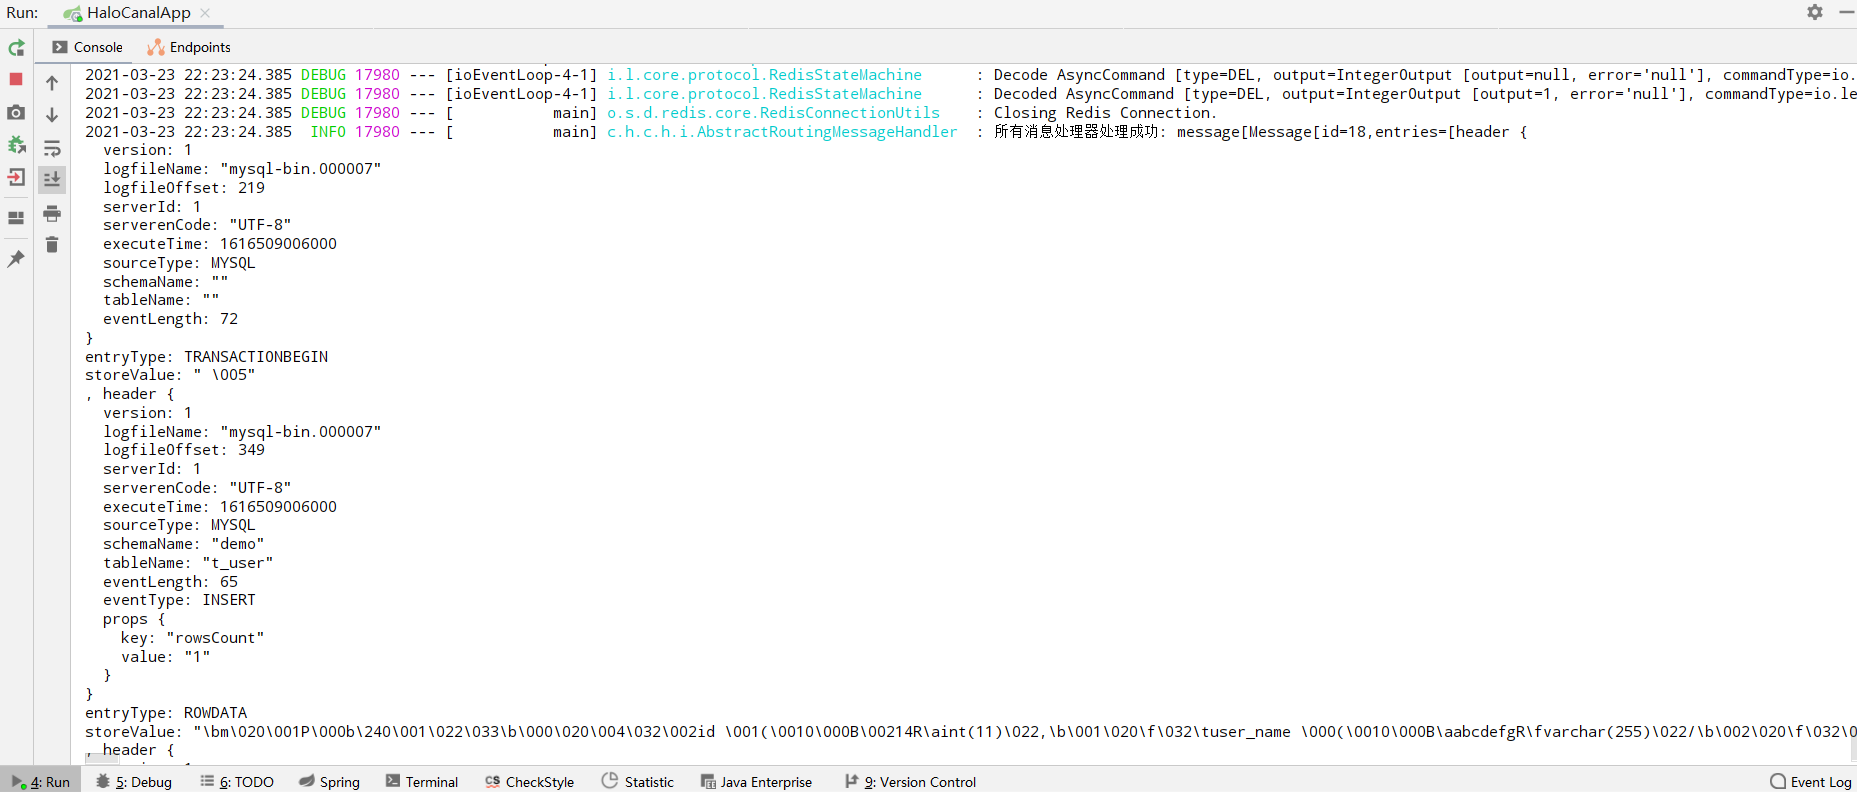 Run: HaloCanalApp
Console Endpoints
2021-03-23 22:23:24.385 DEBUG 17980 --- [ioEventLoop-4-1] i.l.core.protocol.RedisStateMachine : Decode AsyncCommand [type=DEL, output=IntegerOutput [output=null, error='null'], commandType=io.
2021-03-23 22:23:24.385 DEBUG 17980 --- [ioEventLoop-4-1] i.l.core.protocol.RedisStateMachine : Decoded AsyncCommand [type=DEL, output=IntegerOutput [output=1, error='null'], commandType=io.le
2021-03-23 22:23:24.385 DEBUG 17980 --- [ main] o.s.d.redis.core.RedisConnectionUtils : Closing Redis Connection.
2021-03-23 22:23:24.385 INFO 17980 --- [ main] c.h.c.h.i.AbstractRoutingMessageHandler : 所有消息处理器处理成功: message[Message[id=18,entries=[header {
version: 1
logfileName: "mysql-bin.000007"
logfileOffset: 219
serverId: 1
serverenCode: "UTF-8"
executeTime: 1616509006000
sourceType: MYSQL
schemaName: ""
tableName: ""
eventLength: 72
}
entryType: TRANSACTIONBEGIN
storeValue: " \005"
, header {
version: 1
logfileName: "mysql-bin.000007"
logfileOffset: 349
serverId: 1
serverenCode: "UTF-8"
executeTime: 1616509006000
sourceType: MYSQL
schemaName: "demo"
tableName: "t_user"
eventLength: 65
eventType: INSERT
props {
key: "rowsCount"
value: "1"
}
}
entryType: ROWDATA
storeValue: "\bm\020\001P\000b\240\001\022\033\b\000\020\004\032\002id \001(\0010\000B\00214R\aint(11)\022,\b\001\020\f\032\tuser_name \000(\0010\000B\aabcdefgR\fvarchar(255)\022/\b\002\020\f\032\0
, header {
4: Run 5: Debug 6: TODO Spring Terminal CheckStyle Statistic Java Enterprise 9: Version Control Event Log